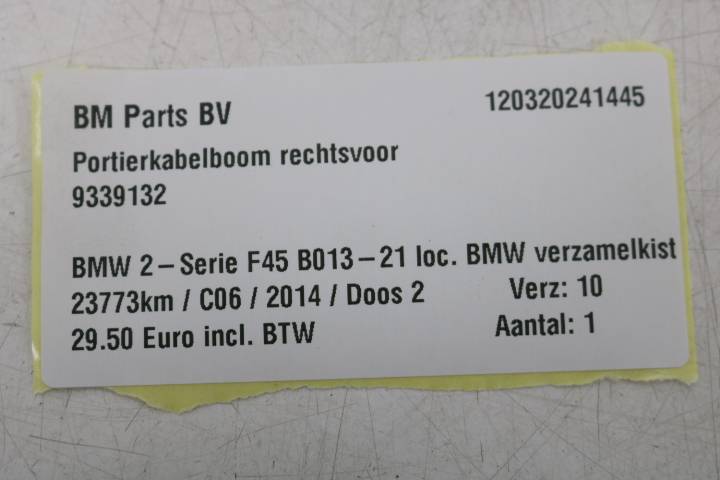 BM Parts BV 120320241445
Portierkabelboom rechtsvoor
9339132
BMW 2-Serie F45 B013-21 loc. BMW verzamelkist
23773km / C06 / 2014 / Doos 2 Verz: 10
29.50 Euro incl. BTW Aantal: 1